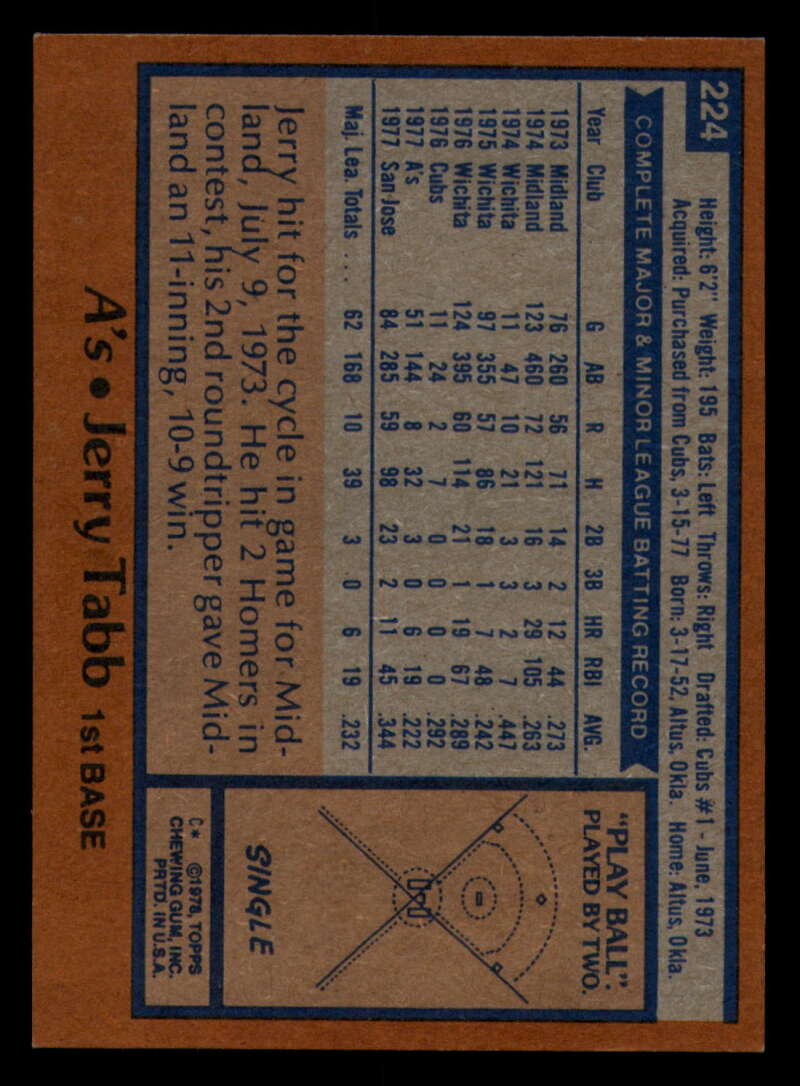 224
Height: 6'2" Weight: 195 Bats: Left Throws: Right Drafted: Cubs #1 - June, 1973
Acquired: Purchased from Cubs, 3-15-77 Born: 3-17-52, Altus, Okla. Home: Altus, Okla.
COMPLETE MAJOR & MINOR LEAGUE BATTING RECORD
Year Club G AB R H 2B 3B HR RBI AVG.
1973 Midland 76 260 56 71 14 2 12 44 .273
1974 Midland 123 460 72 121 16 3 29 105 .263
1974 Wichita 11 47 10 21 3 3 2 7 .447
1975 Wichita 97 355 57 86 18 1 7 48 .242
1976 Wichita 124 395 60 114 21 1 19 67 .289
1976 Cubs 11 24 2 7 0 0 0 0 .292
1977 A's 51 144 8 32 3 0 6 19 .222
1977 San Jose 84 285 59 98 23 2 11 45 .344
Maj. Lea. Totals .... 62 168 10 39 3 0 6 19 .232
Jerry hit for the cycle in game for Mid-
land, July 9, 1973. He hit 2 Homers in
contest, his 2nd roundtripper gave Mid-
land an 11-inning, 10-9 win.
"PLAY BALL":
PLAYED BY TWO.
SINGLE
C* ©1978, TOPPS
CHEWING GUM, INC.
PRTD. IN U.S.A.
A's • Jerry Tabb 1st BASE